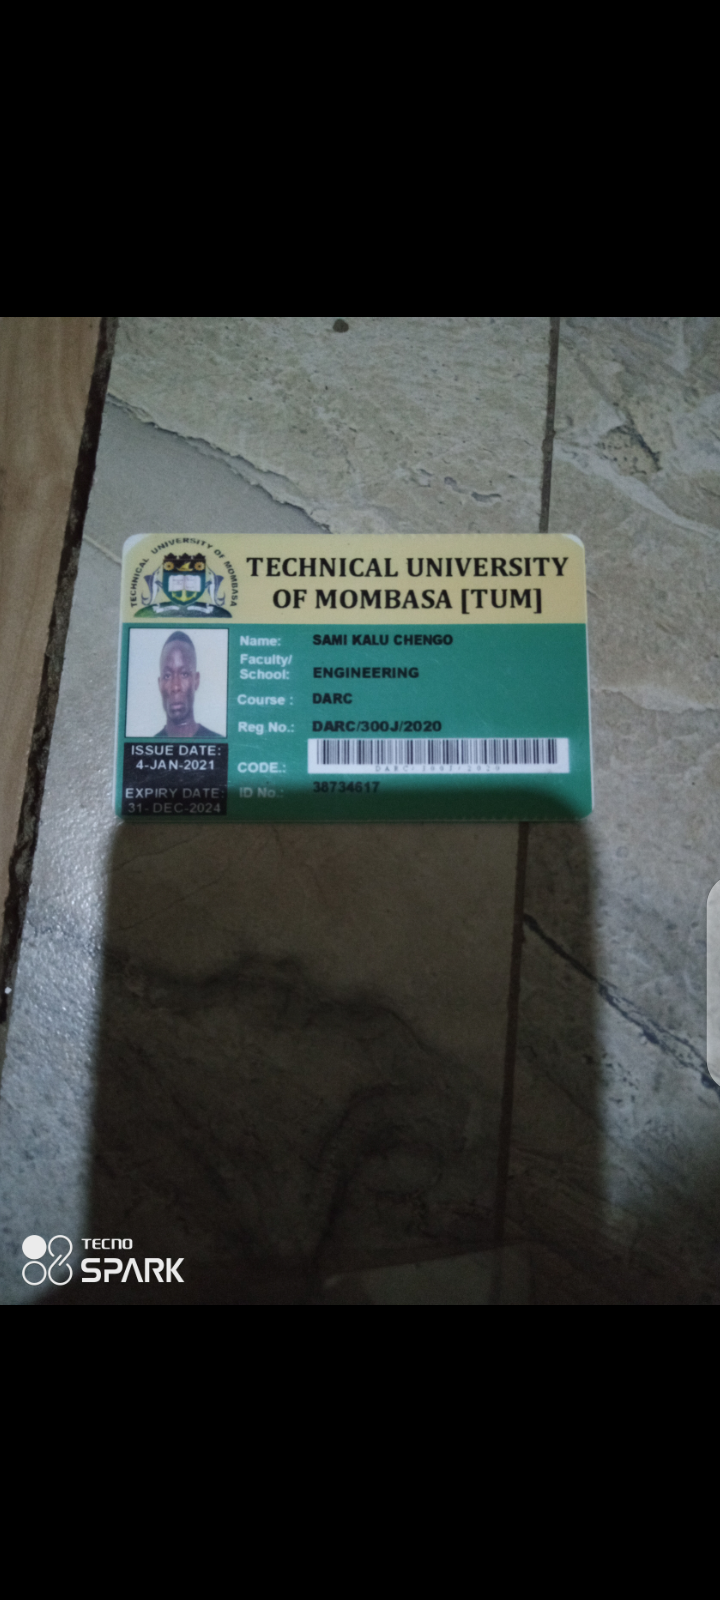 TECHNICAL UNIVERSITY OF MOMBASA
TECHNICAL UNIVERSITY
OF MOMBASA [TUM]
Name: SAMI KALU CHENGO
Faculty/
School: ENGINEERING
Course : DARC
Reg No.: DARC/300J/2020
CODE.:
ID No.: 38734617
ISSUE DATE:
4-JAN-2021
EXPIRY DATE:
31- DEC-2024
TECNO
SPARK